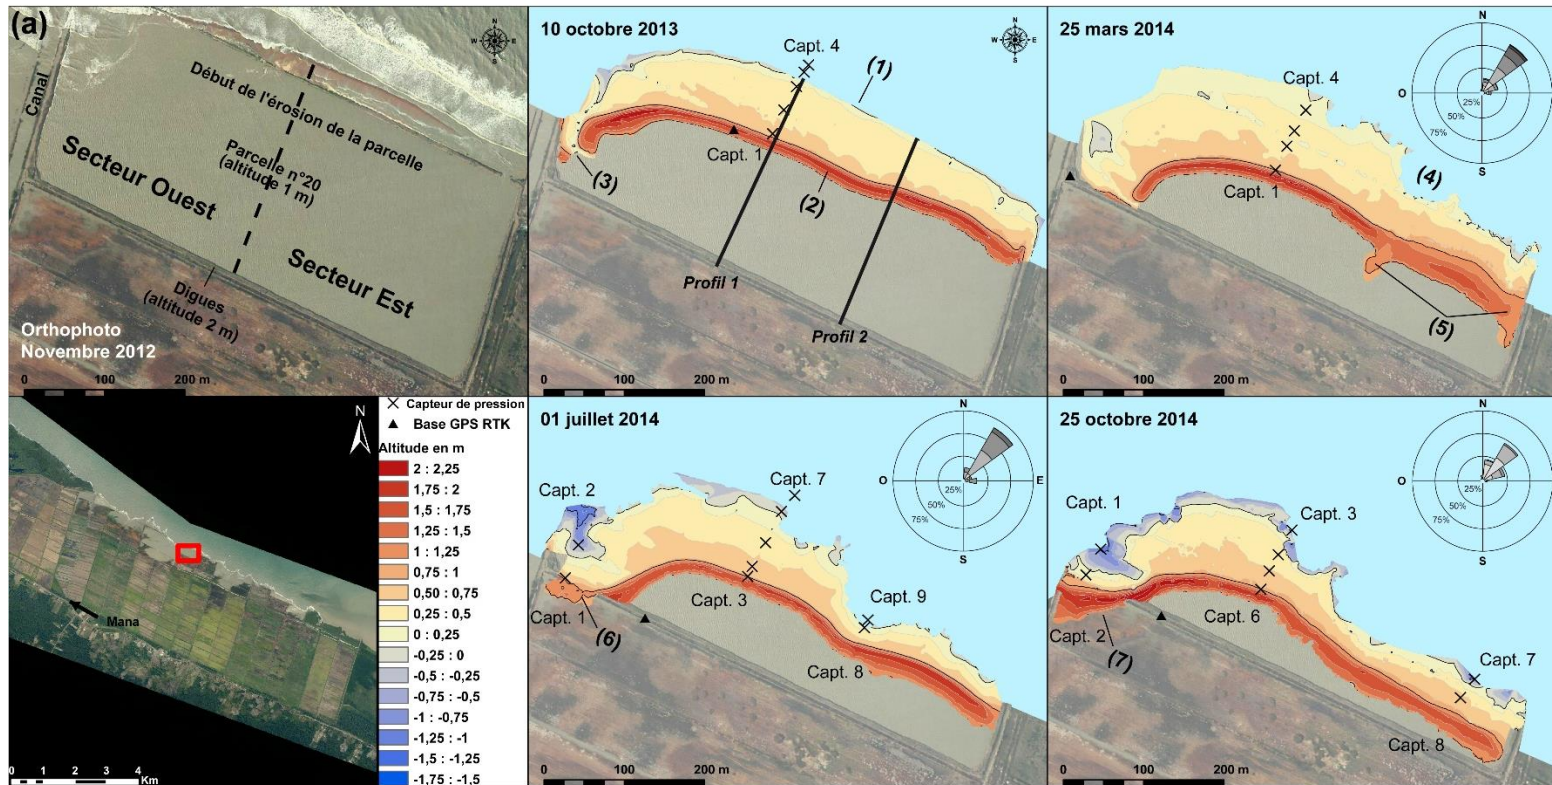 (a)
N
W E
S
Canal
Début de l'érosion de la parcelle
Parcelle n°20
(altitude 1 m)
Secteur Ouest
Secteur Est
Digues
(altitude 2 m)
Orthophoto
Novembre 2012
0 200 m
10 octobre 2013
N
W E
S
Capt. 4
(1)
Capt. 1
(2)
(3)
Profil 1
Profil 2
0 200 m
25 mars 2014
N
O
S
25%
50%
75%
Capt. 4
(4)
Capt. 1
(5)
0 200 m
N
Mana
0 1 2 3 4
Km
Capteur de pression
Base GPS RTK
Altitude en m
2 : 2,25
1,75 : 2
1,5 : 1,75
1,25 : 1,5
1 : 1,25
0,75 : 1
0,50 : 0,75
0,25 : 0,5
0 : 0,25
-0,25 : 0
-0,5 : -0,25
-0,75 : -0,5
-1 : -0,75
-1,25 : -1
-1,5 : -1,25
-1,75 : -1,5
01 juillet 2014
N
O E
S
25%
50%
75%
Capt. 2
Capt. 7
Capt. 9
Capt. 3
Capt. 1
(6)
Capt. 8
0 200 m
25 octobre 2014
N
O
S
25%
50%
75%
Capt. 1
Capt. 3
Capt. 6
Capt. 2
(7)
Capt. 7
Capt. 8
0 200 m